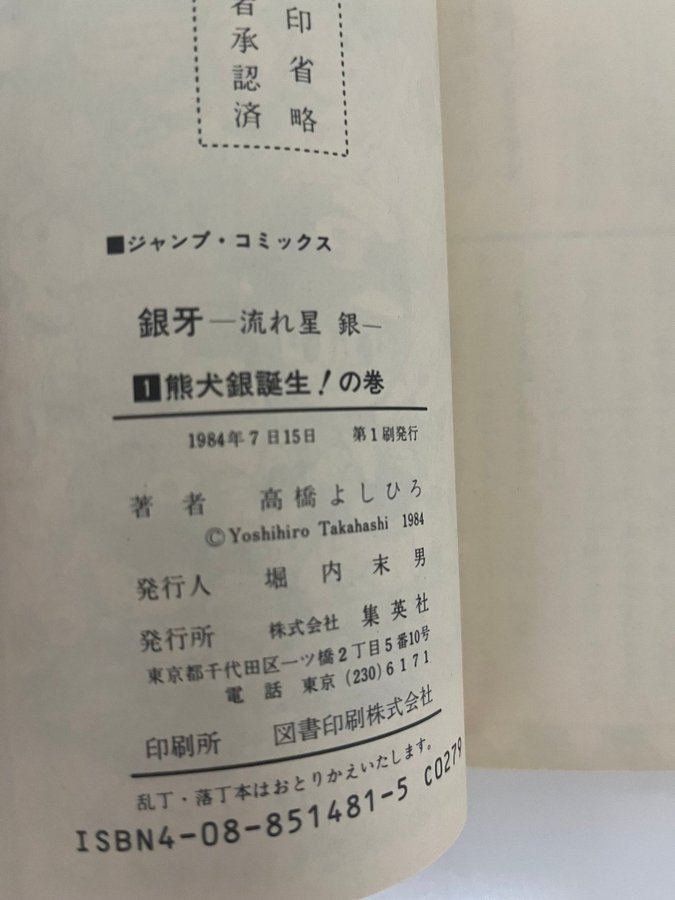 印省略
者承認済
■ジャンプ・コミックス
銀牙―流れ星 銀―
1熊犬銀誕生!の巻
1984年7月15日 第1刷発行
著者 高橋よしひろ
©Yoshihiro Takahashi 1984
発行人 堀内末男
発行所 株式会社 集英社
東京都千代田区一ツ橋2丁目5番10号
電話 東京(230)6171
印刷所 図書印刷株式会社
乱丁・落丁本はおとりかえいたします。
ISBN4-08-851481-5 C0279